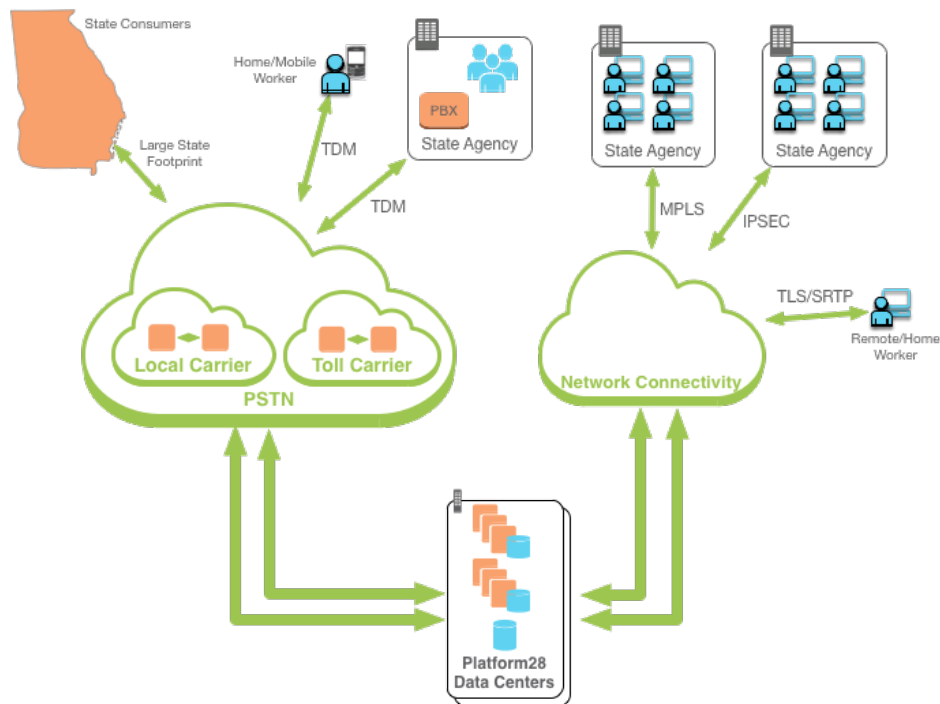 State Consumers
Home/Mobile
Worker
PBX
State Agency
State Agency
State Agency
Large State
Footprint
TDM
TDM
MPLS
IPSEC
TLS/SRTP
Remote/Home
Worker
Local Carrier
Toll Carrier
PSTN
Network Connectivity
Platform28
Data Centers